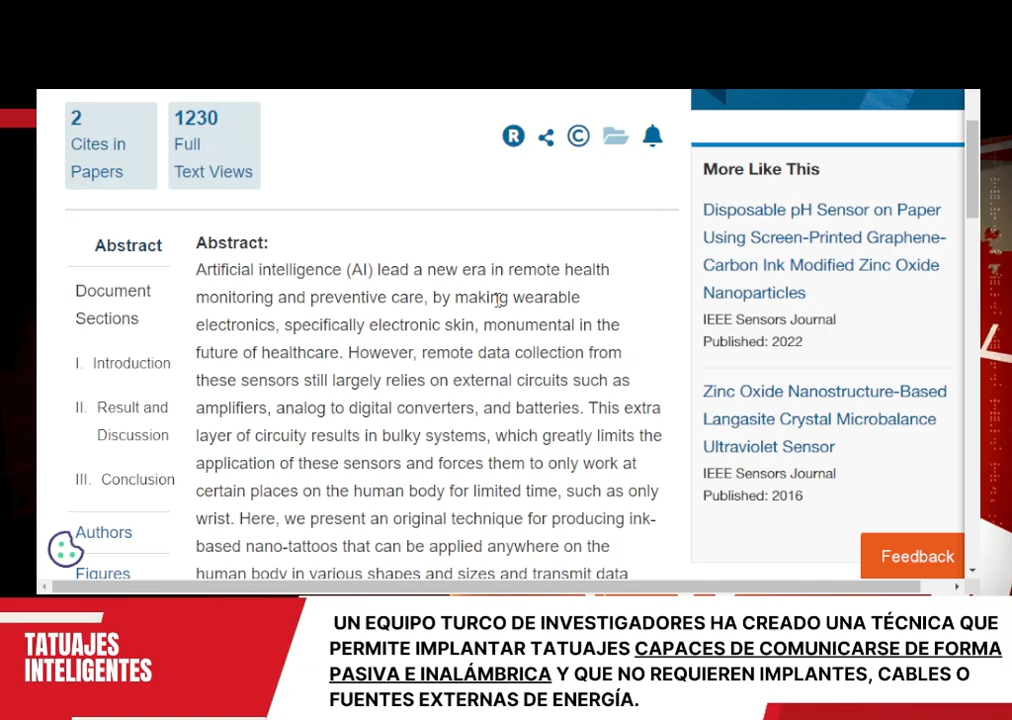 2
Cites in
Papers
1230
Full
Text Views
Abstract
Document
Sections
I. Introduction
II. Result and
Discussion
III. Conclusion
Authors
Figures
Abstract:
Artificial intelligence (AI) lead a new era in remote health
monitoring and preventive care, by making wearable
electronics, specifically electronic skin, monumental in the
future of healthcare. However, remote data collection from
these sensors still largely relies on external circuits such as
amplifiers, analog to digital converters, and batteries. This extra
layer of circuity results in bulky systems, which greatly limits the
application of these sensors and forces them to only work at
certain places on the human body for limited time, such as only
wrist. Here, we present an original technique for producing ink-
based nano-tattoos that can be applied anywhere on the
human body in various shapes and sizes and transmit data
More Like This
Disposable pH Sensor on Paper
Using Screen-Printed Graphene-
Carbon Ink Modified Zinc Oxide
Nanoparticles
IEEE Sensors Journal
Published: 2022
Zinc Oxide Nanostructure-Based
Langasite Crystal Microbalance
Ultraviolet Sensor
IEEE Sensors Journal
Published: 2016
Feedback
TATUAJES
INTELIGENTES
UN EQUIPO TURCO DE INVESTIGADORES HA CREADO UNA TÉCNICA QUE
PERMITE IMPLANTAR TATUAJES CAPACES DE COMUNICARSE DE FORMA
PASIVA E INALÁMBRICA Y QUE NO REQUIEREN IMPLANTES, CABLES O
FUENTES EXTERNAS DE ENERGÍA.